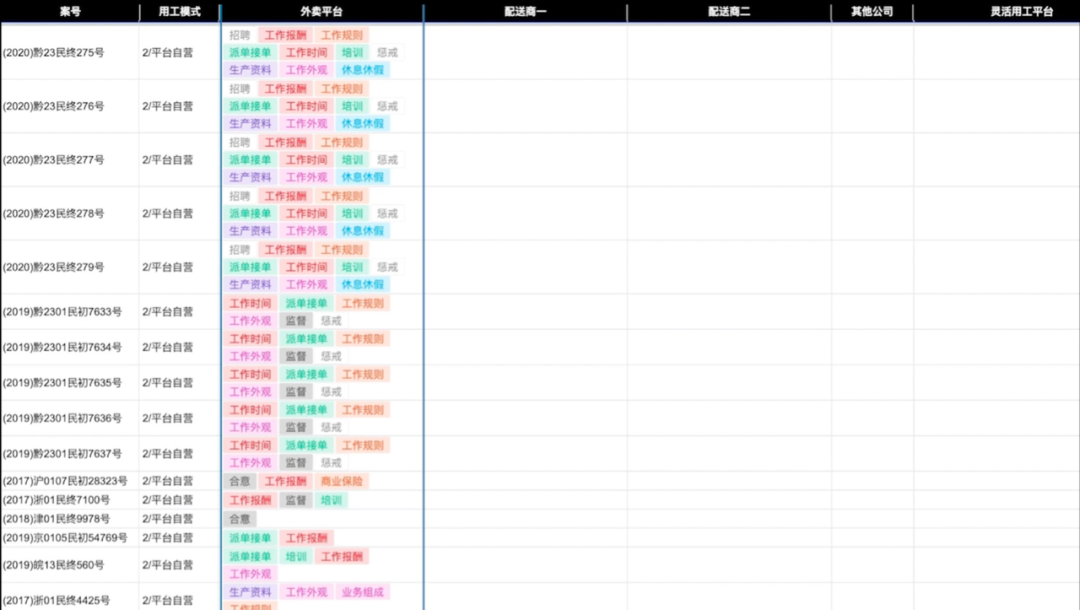 案号 用工模式 外卖平台 配送商一 配送商二 其他公司 灵活用工平台
招聘 工作报酬 工作规则
(2020)黔23民终275号 2/平台自营 派单接单 工作时间 培训 惩戒
生产资料 工作外观 休息休假
招聘 工作报酬 工作规则
(2020)黔23民终276号 2/平台自营 派单接单 工作时间 培训 惩戒
生产资料 工作外观 休息休假
招聘 工作报酬 工作规则
(2020)黔23民终277号 2/平台自营 派单接单 工作时间 培训 惩戒
生产资料 工作外观 休息休假
招聘 工作报酬 工作规则
(2020)黔23民终278号 2/平台自营 派单接单 工作时间 培训 惩戒
生产资料 工作外观 休息休假
招聘 工作报酬 工作规则
(2020)黔23民终279号 2/平台自营 派单接单 工作时间 培训 惩戒
生产资料 工作外观 休息休假
(2019)黔2301民初7633号 2/平台自营 工作时间 派单接单 工作规则
工作外观 监督 惩戒
(2019)黔2301民初7634号 2/平台自营 工作时间 派单接单 工作规则
工作外观 监督 惩戒
(2019)黔2301民初7635号 2/平台自营 工作时间 派单接单 工作规则
工作外观 监督 惩戒
(2019)黔2301民初7636号 2/平台自营 工作时间 派单接单 工作规则
工作外观 监督 惩戒
(2019)黔2301民初7637号 2/平台自营 工作时间 派单接单 工作规则
工作外观 监督 惩戒
(2017)沪0107民初28323号 2/平台自营 合意 工作报酬 商业保险
(2017)浙01民终7100号 2/平台自营 工作报酬 监督 培训
(2018)津01民终9978号 2/平台自营 合意
(2019)京0105民初54769号 2/平台自营 派单接单 工作报酬
(2019)皖13民终560号 2/平台自营 派单接单 培训 工作报酬
工作外观
(2017)浙01民终4425号 2/平台自营 生产资料 工作外观 业务组成
工作规则